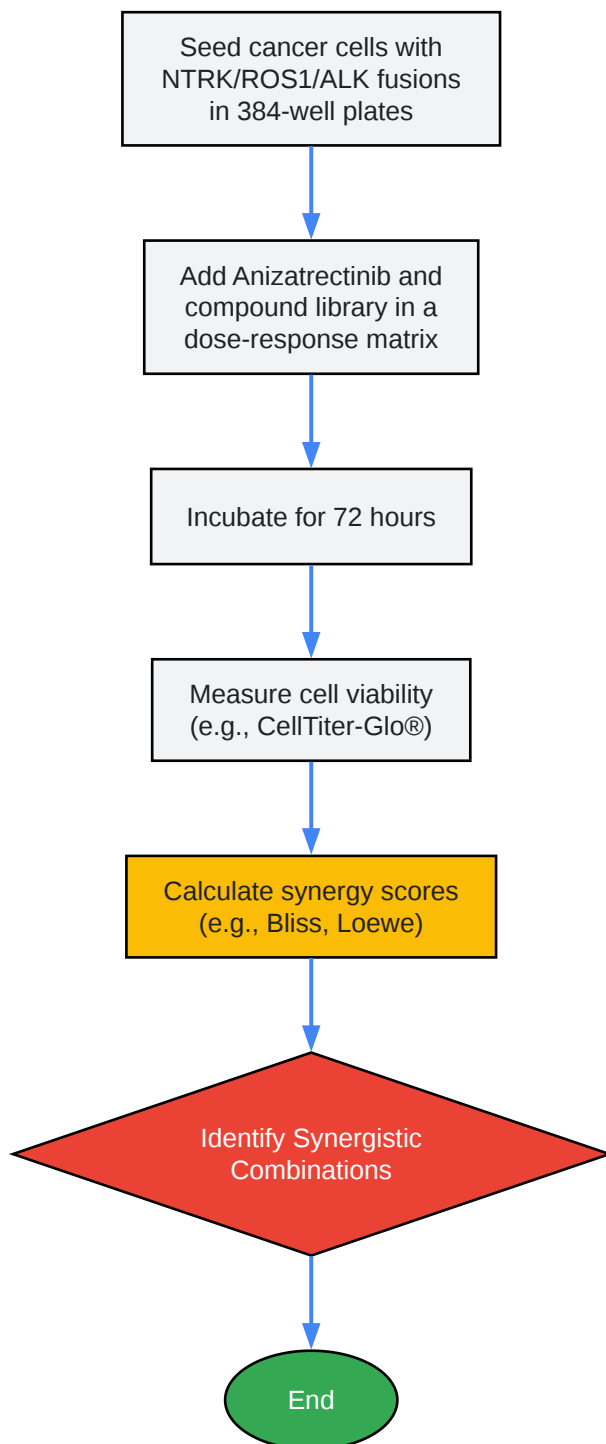 Seed cancer cells with
NTRK/ROS1/ALK fusions
in 384-well plates
Add Anizatrectinib and
compound library in a
dose-response matrix
Incubate for 72 hours
Measure cell viability
(e.g., CellTiter-Glo®)
Calculate synergy scores
(e.g., Bliss, Loewe)
Identify Synergistic
Combinations
End